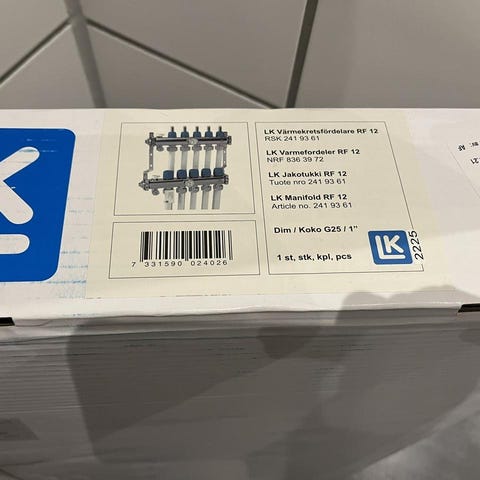 LK Värmekretsfördelare RF 12
RSK 241 93 61
LK Varmefordeler RF 12
NRF 836 39 72
LK Jakotukki RF 12
Tuote nro 241 93 61
LK Manifold RF 12
Article no. 241 93 61
Dim / Koko G25 / 1”
1 st, stk, kpl, pcs
LK
2225
7 331590 024026
LK